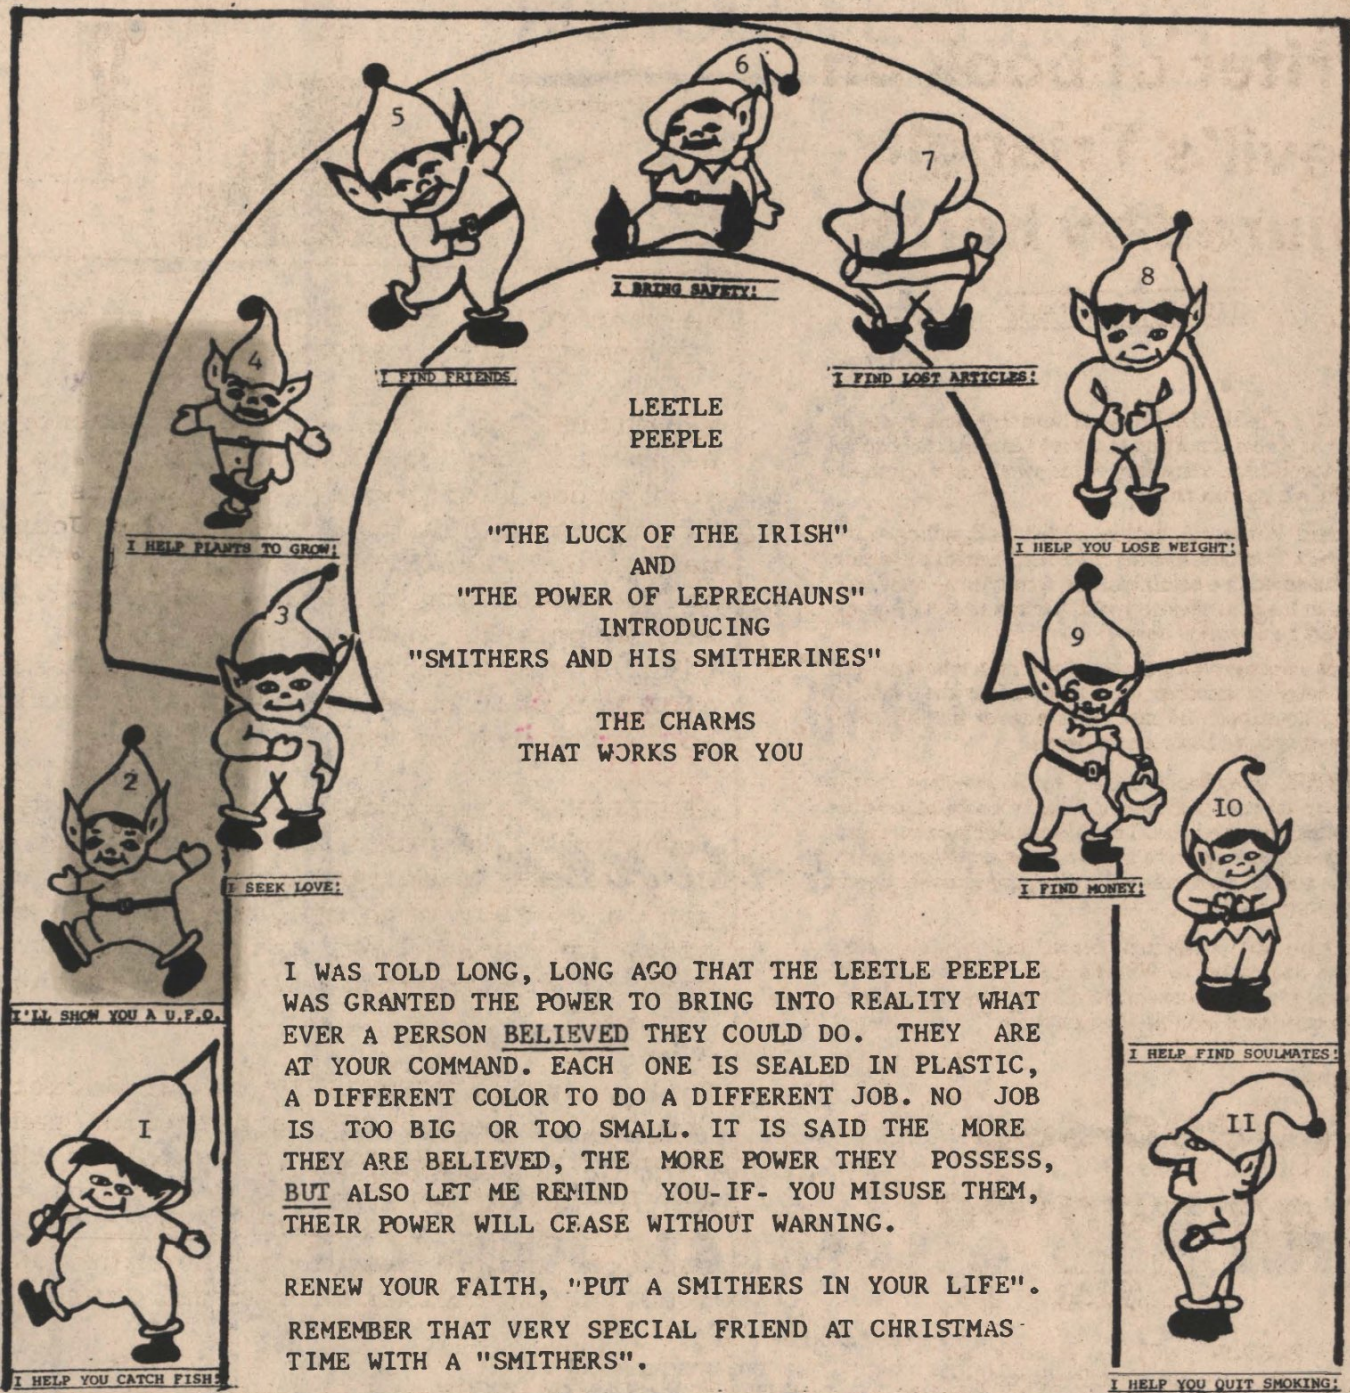 6
5
7
8
I BRING SAFETY!
4
I FIND FRIENDS
I FIND LOST ARTICLES!
LEETLE
PEEPLE
"THE LUCK OF THE IRISH"
AND
"THE POWER OF LEPRECHAUNS"
INTRODUCING
"SMITHERS AND HIS SMITHERINES"
THE CHARMS
THAT WORKS FOR YOU
I HELP PLANTS TO GROW!
I HELP YOU LOSE WEIGHT!
3
9
2
10
I SEEK LOVE!
I FIND MONEY!
I'LL SHOW YOU A U.F.O.
I HELP FIND SOULMATES!
I WAS TOLD LONG, LONG AGO THAT THE LEETLE PEEPLE
WAS GRANTED THE POWER TO BRING INTO REALITY WHAT
EVER A PERSON BELIEVED THEY COULD DO. THEY ARE
AT YOUR COMMAND. EACH ONE IS SEALED IN PLASTIC,
A DIFFERENT COLOR TO DO A DIFFERENT JOB. NO JOB
IS TOO BIG OR TOO SMALL. IT IS SAID THE MORE
THEY ARE BELIEVED, THE MORE POWER THEY POSSESS,
BUT ALSO LET ME REMIND YOU-IF- YOU MISUSE THEM,
THEIR POWER WILL CEASE WITHOUT WARNING.
RENEW YOUR FAITH, "PUT A SMITHERS IN YOUR LIFE".
REMEMBER THAT VERY SPECIAL FRIEND AT CHRISTMAS
TIME WITH A "SMITHERS".
I
II
I HELP YOU CATCH FISH!
I HELP YOU QUIT SMOKING!